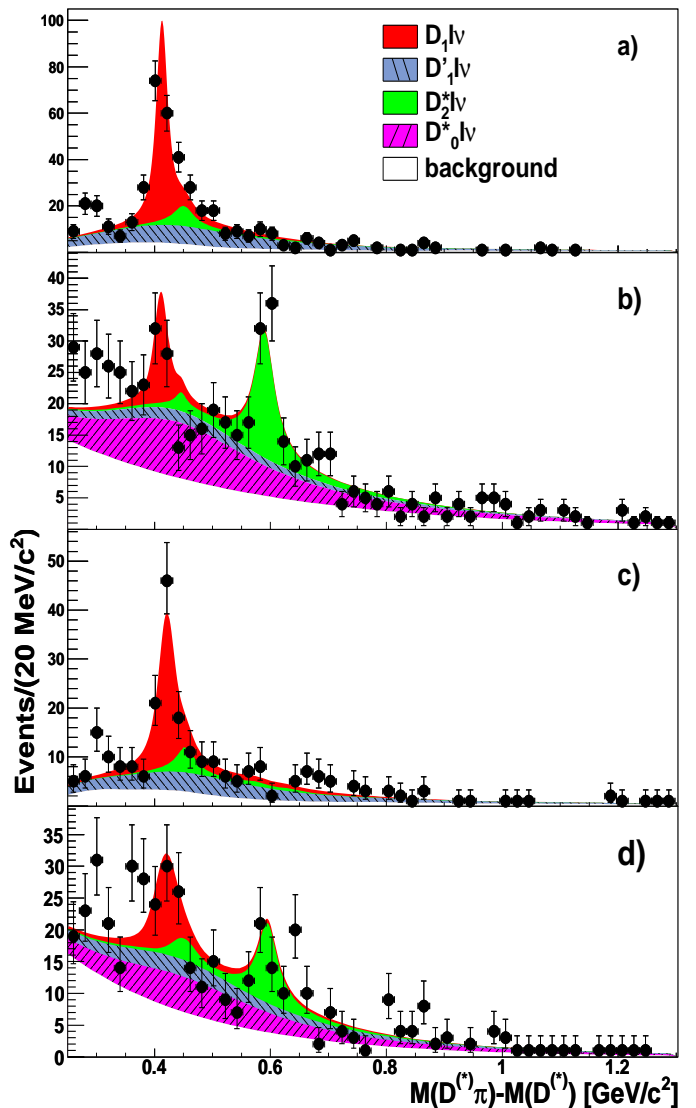 100
80
60
40
20
D₁lν
D'₁lν
D*₂lν
D*₀lν
background
a)
40
35
30
25
20
15
10
5
b)
50
40
30
20
10
c)
35
30
25
20
15
10
5
0
d)
0.4
0.6
0.8
1
1.2
Events/(20 MeV/c²)
M(D⁽*⁾π)-M(D⁽*⁾) [GeV/c²]